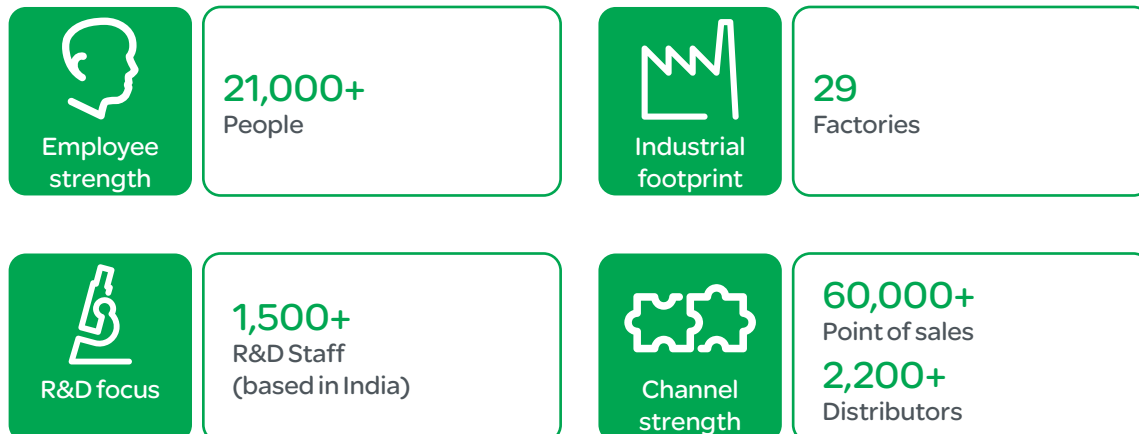 Employee
strength
21,000+
People
Industrial
footprint
29
Factories
R&D focus
1,500+
R&D Staff
(based in India)
Channel
strength
60,000+
Point of sales
2,200+
Distributors